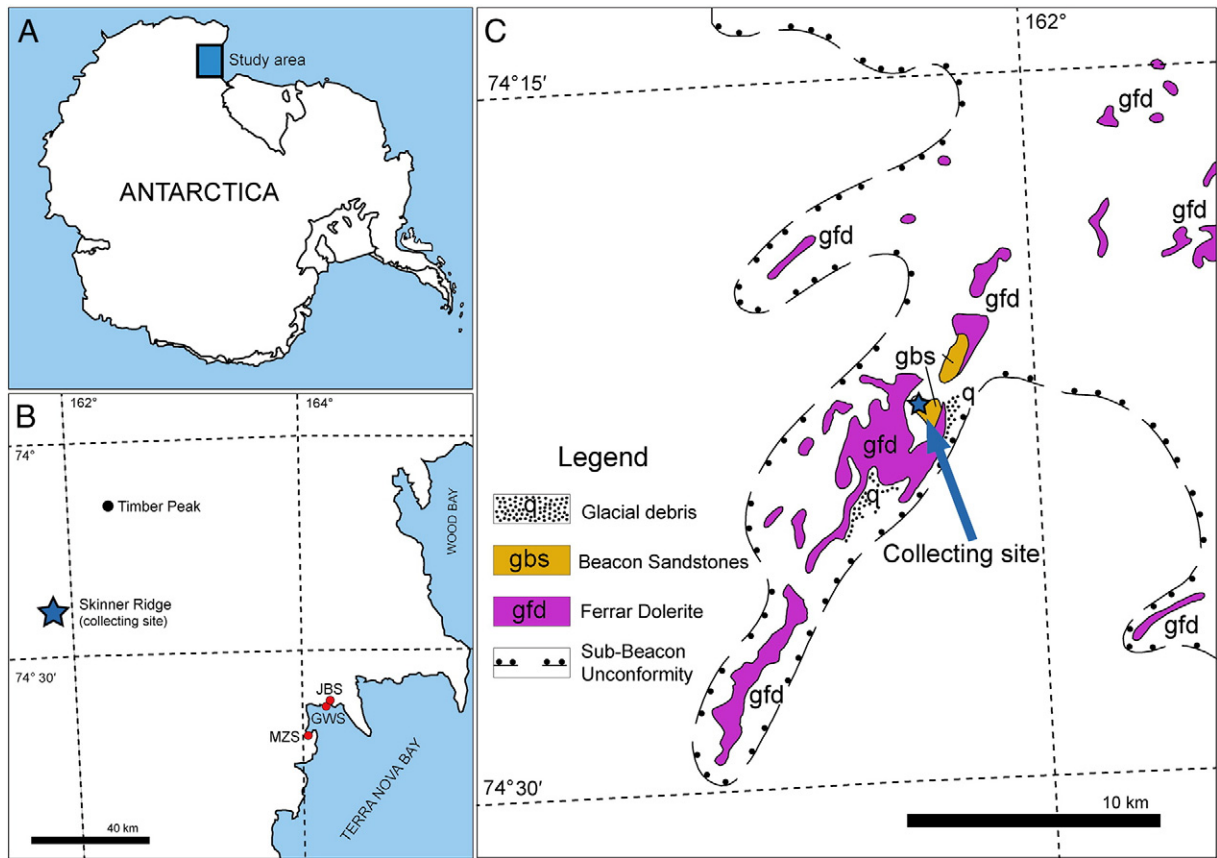 A
Study area
ANTARCTICA
B
162°
164°
74°
Timber Peak
WOOD BAY
Skinner Ridge
(collecting site)
74° 30′
JBS
GWS
MZS
TERRA NOVA BAY
40 km
C
162°
74°15′
gfd
gfd
gfd
gfd
gbs
gbs
q
gfd
q
Collecting site
gfd
gfd
Legend
q Glacial debris
gbs Beacon Sandstones
gfd Ferrar Dolerite
Sub-Beacon
Unconformity
74°30′
10 km